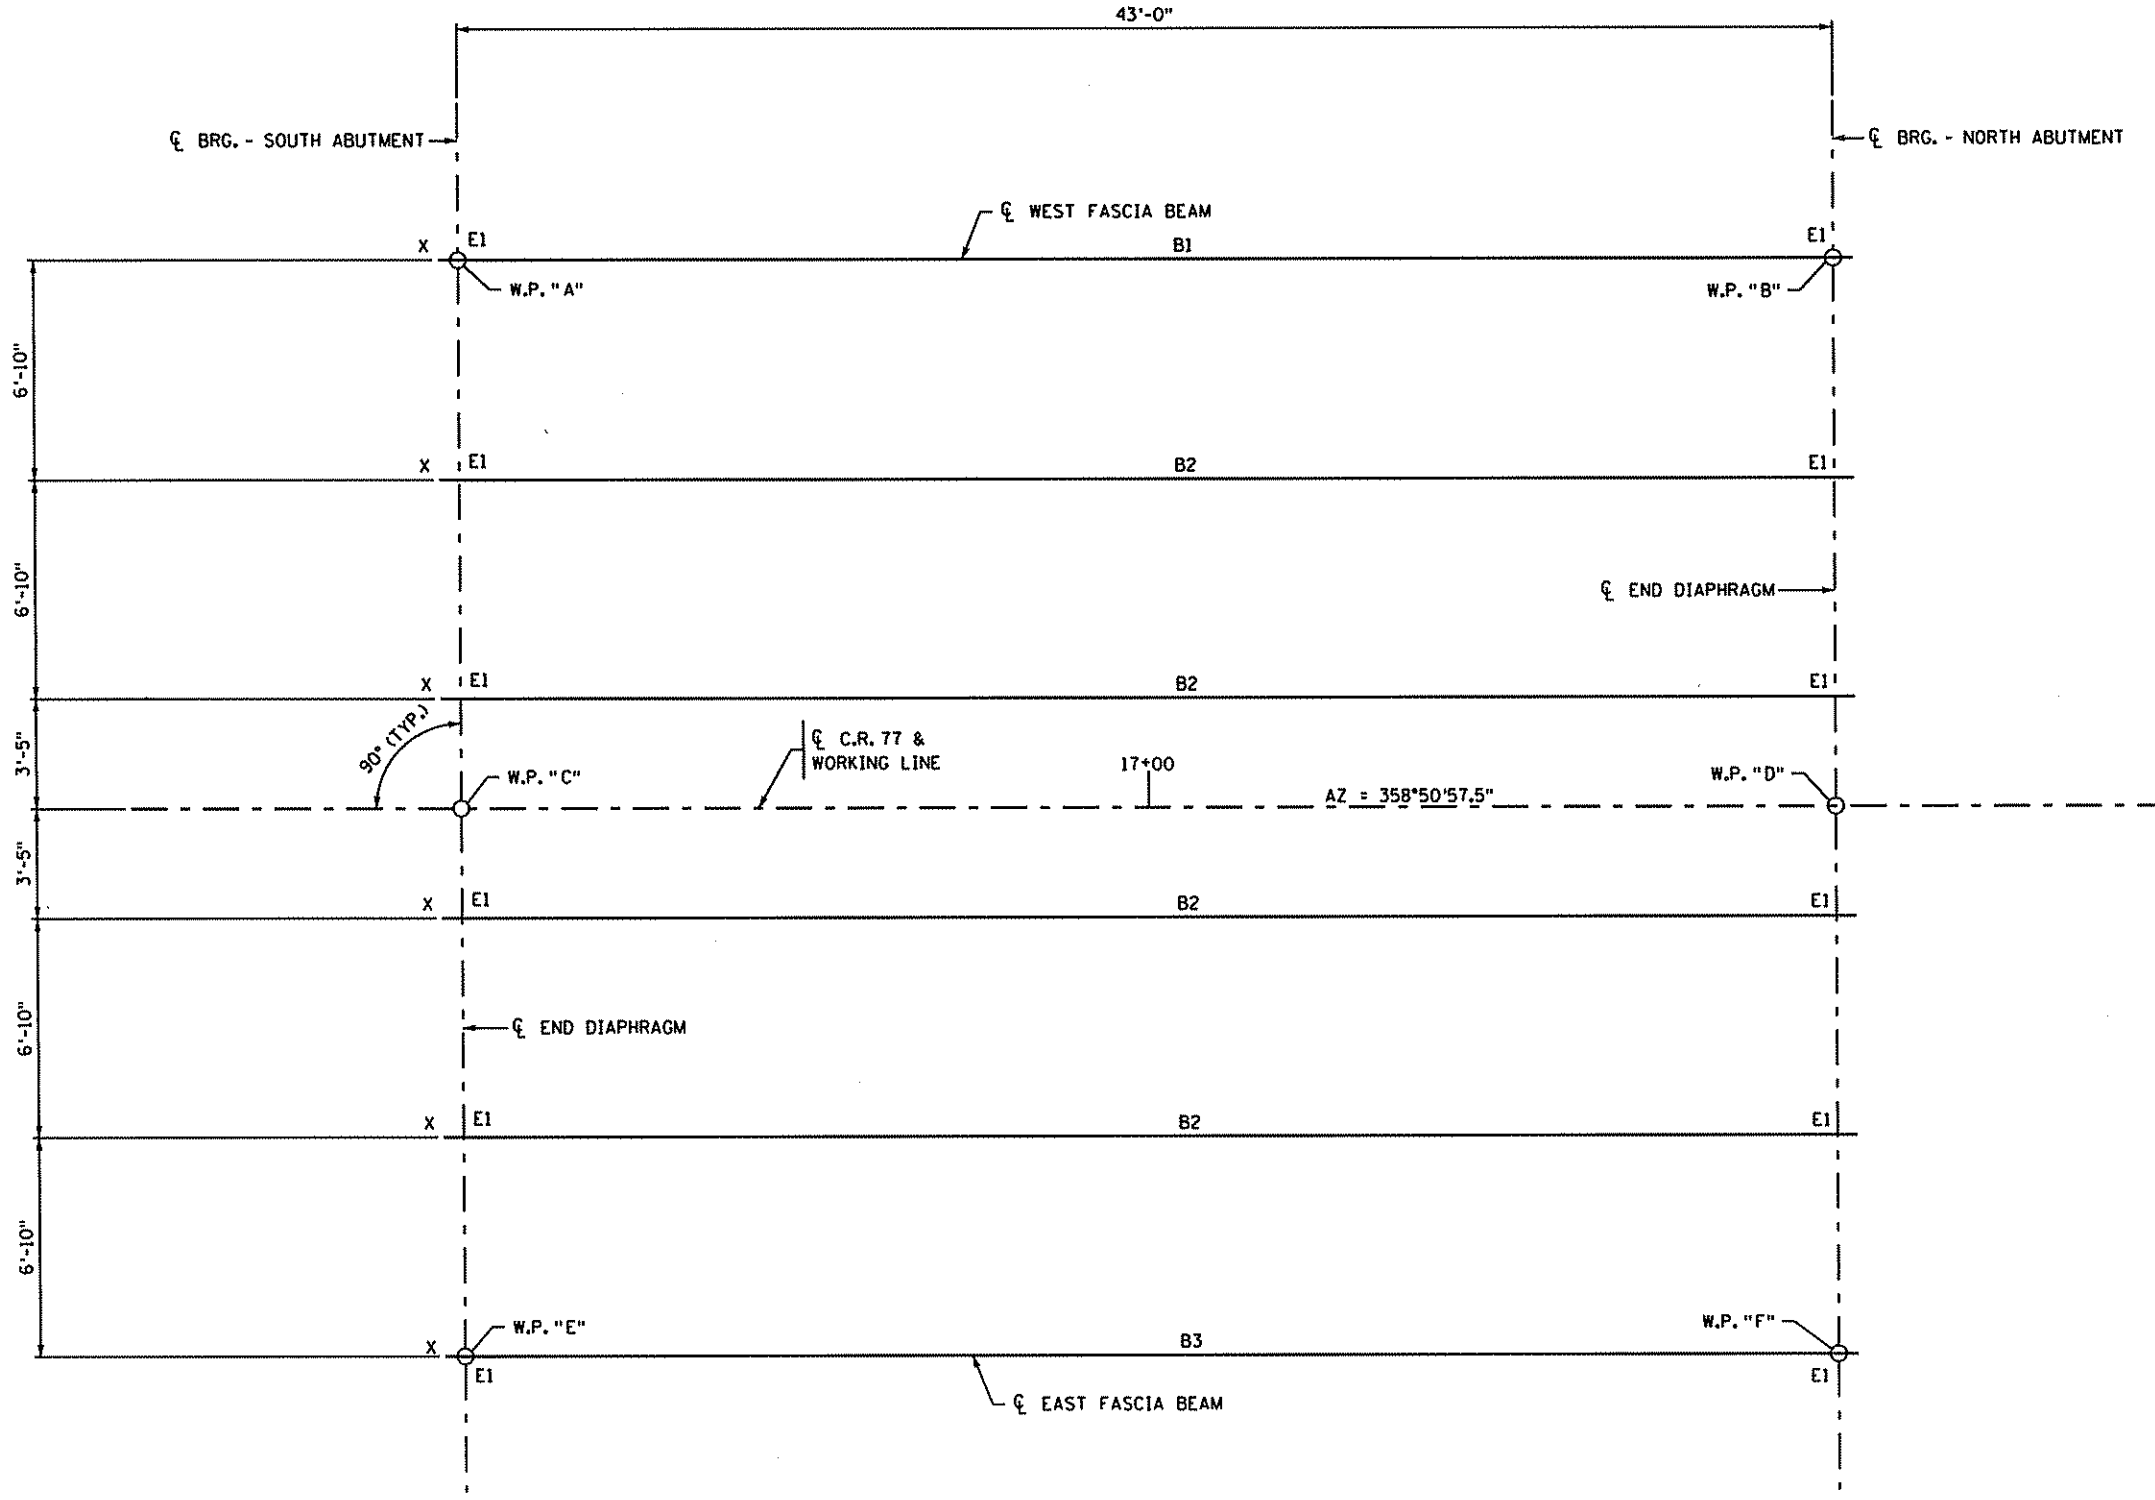 43'-0"
℄ BRG. - SOUTH ABUTMENT
℄ BRG. - NORTH ABUTMENT
℄ WEST FASCIA BEAM
X
E1
B1
E1
W.P. "A"
W.P. "B"
6'-10"
X
E1
B2
E1
6'-10"
℄ END DIAPHRAGM
X
E1
B2
E1
90° (TYP.)
3'-5"
℄ C.R. 77 &
WORKING LINE
17+00
W.P. "C"
W.P. "D"
AZ = 358°50'57.5"
3'-5"
X
E1
B2
E1
6'-10"
℄ END DIAPHRAGM
X
E1
B2
E1
6'-10"
W.P. "E"
W.P. "F"
X
B3
E1
E1
℄ EAST FASCIA BEAM